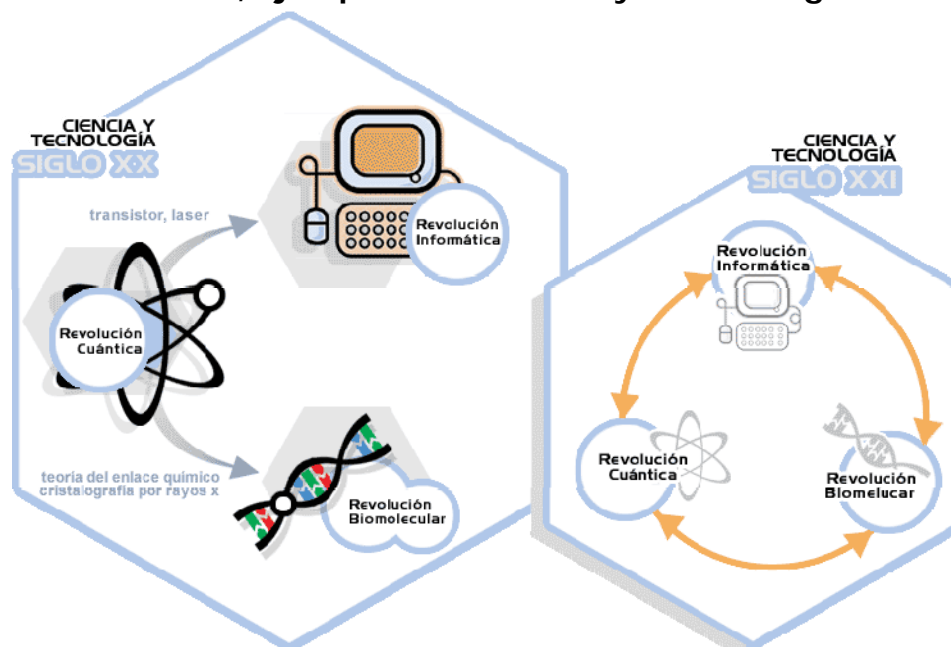 CIENCIA Y
TECNOLOGÍA
SIGLO XX
transistor, laser
Revolución
Informática
Revolución
Cuántica
teoría del enlace químico
cristalografía por rayos x
Revolución
Biomolecular
CIENCIA Y
TECNOLOGÍA
SIGLO XXI
Revolución
Informática
Revolución
Cuántica
Revolución
Biomelucar